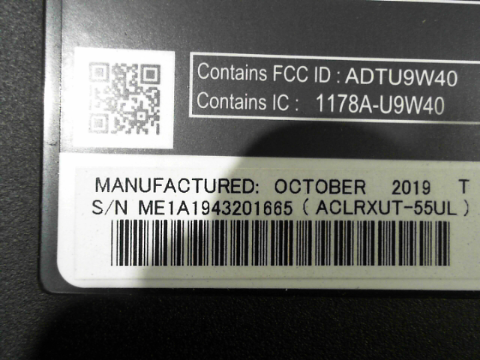 Contains FCC ID : ADTU9W40
Contains IC : 1178A-U9W40
MANUFACTURED: OCTOBER 2019 T
S/N ME1A1943201665 ( ACLRXUT-55UL )